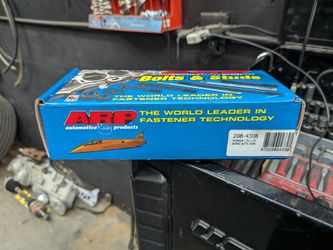 Bolts & Studs
THE WORLD LEADER IN
FASTENER TECHNOLOGY
ARP
automotive racing products
THE WORLD LEADER IN
FASTENER TECHNOLOGY
208-4308